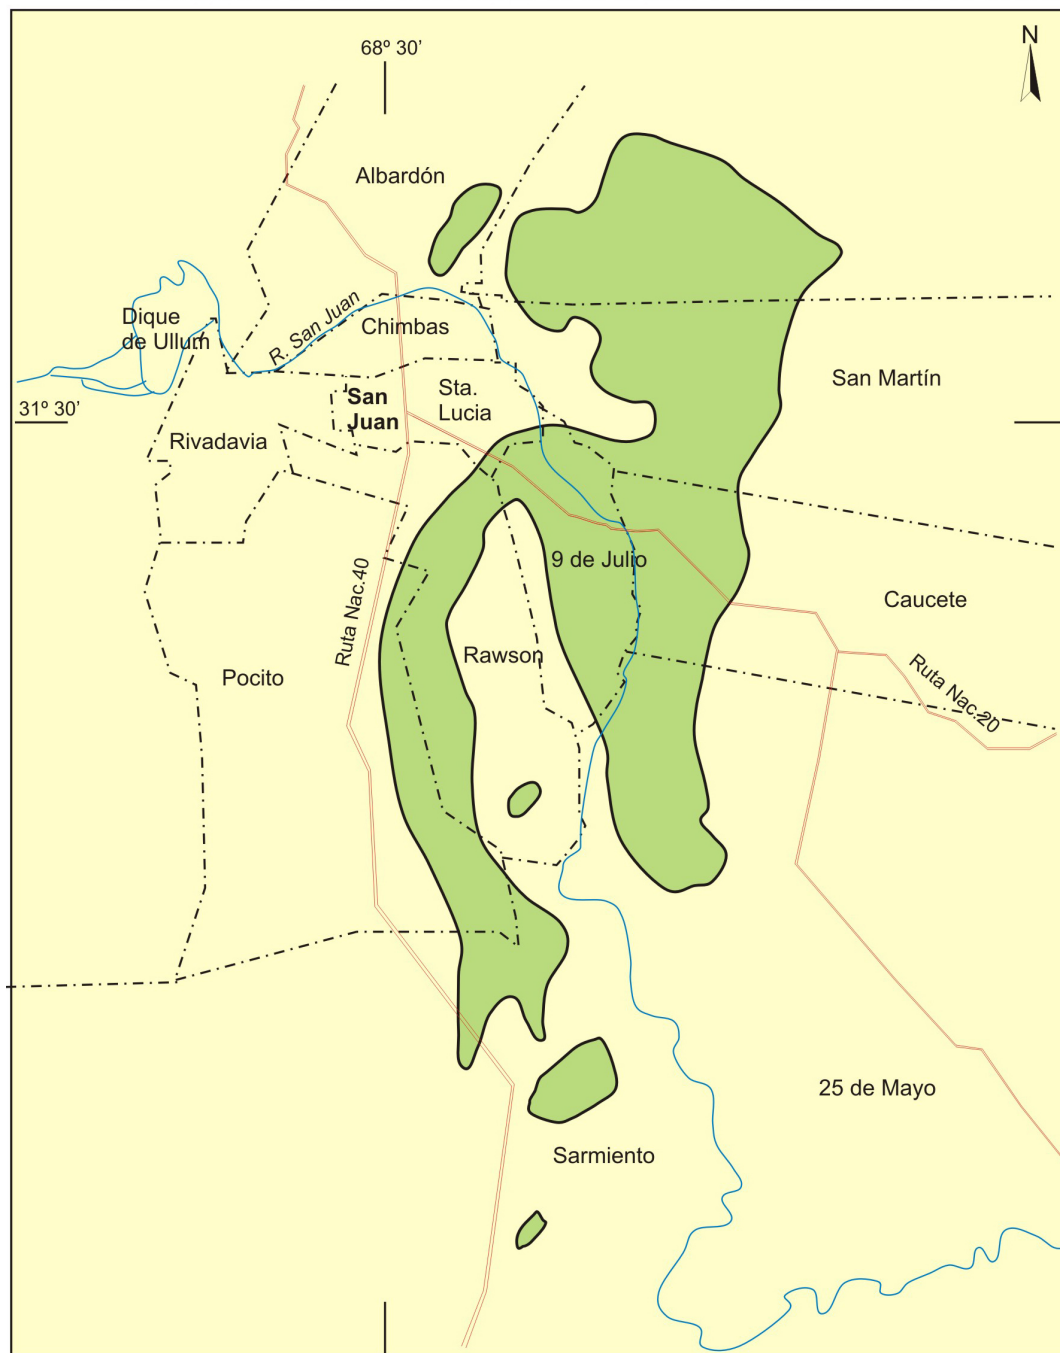 68º 30’
N
Albardón
R. San Juan
Dique
de Ullum
Chimbas
San Martín
31º 30’
San
Juan
Sta.
Lucia
Rivadavia
9 de Julio
Caucete
Ruta Nac.40
Rawson
Pocito
Ruta Nac.20
25 de Mayo
Sarmiento